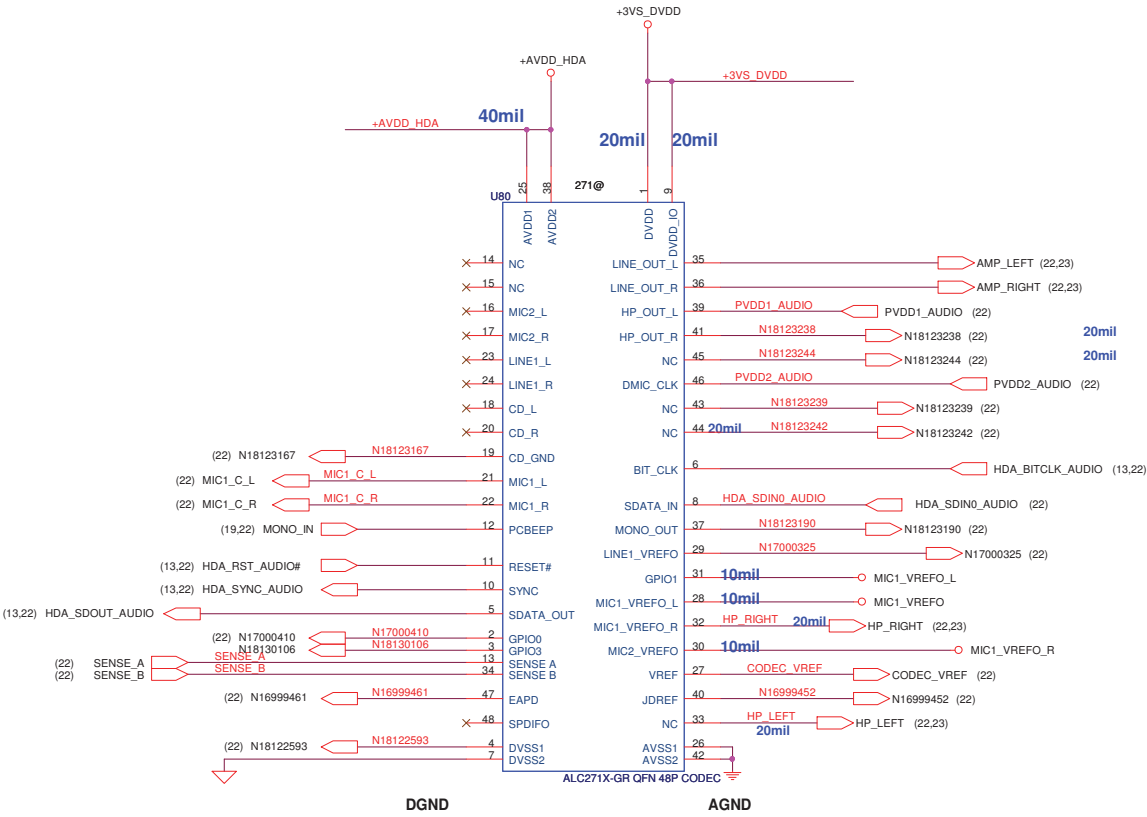 +3VS_DVDD
+AVDD_HDA
+3VS_DVDD
40mil
+AVDD_HDA
20mil 20mil
271@
U80
25 38 1 9
AVDD1 AVDD2 DVDD DVDD_IO
14 NC LINE_OUT_L 35 AMP_LEFT (22,23)
15 NC LINE_OUT_R 36 AMP_RIGHT (22,23)
16 MIC2_L HP_OUT_L 39 PVDD1_AUDIO PVDD1_AUDIO (22)
17 MIC2_R HP_OUT_R 41 N18123238 N18123238 (22) 20mil
23 LINE1_L NC 45 N18123244 N18123244 (22) 20mil
24 LINE1_R DMIC_CLK 46 PVDD2_AUDIO PVDD2_AUDIO (22)
18 CD_L NC 43 N18123239 N18123239 (22)
20 CD_R NC 44 20mil N18123242 N18123242 (22)
(22) N18123167 N18123167 19 CD_GND
BIT_CLK 6 HDA_BITCLK_AUDIO (13,22)
(22) MIC1_C_L MIC1_C_L 21 MIC1_L
(22) MIC1_C_R MIC1_C_R 22 MIC1_R SDATA_IN 8 HDA_SDIN0_AUDIO HDA_SDIN0_AUDIO (22)
(19,22) MONO_IN 12 PCBEEP MONO_OUT 37 N18123190 N18123190 (22)
LINE1_VREFO 29 N17000325 N17000325 (22)
(13,22) HDA_RST_AUDIO# 11 RESET#
GPIO1 31 10mil MIC1_VREFO_L
(13,22) HDA_SYNC_AUDIO 10 SYNC
MIC1_VREFO_L 28 10mil MIC1_VREFO
(13,22) HDA_SDOUT_AUDIO 5 SDATA_OUT
MIC1_VREFO_R 32 HP_RIGHT 20mil HP_RIGHT (22,23)
(22) N17000410 N17000410 2 GPIO0
(22) N18130106 N18130106 3 GPIO3 MIC2_VREFO 30 10mil MIC1_VREFO_R
(22) SENSE_A SENSE_A 13 SENSE A
(22) SENSE_B SENSE_B 34 SENSE B VREF 27 CODEC_VREF CODEC_VREF (22)
(22) N16999461 N16999461 47 EAPD JDREF 40 N16999452 N16999452 (22)
48 SPDIFO NC 33 HP_LEFT HP_LEFT (22,23)
20mil
(22) N18122593 N18122593 4 DVSS1 AVSS1 26
7 DVSS2 AVSS2 42
ALC271X-GR QFN 48P CODEC
DGND AGND